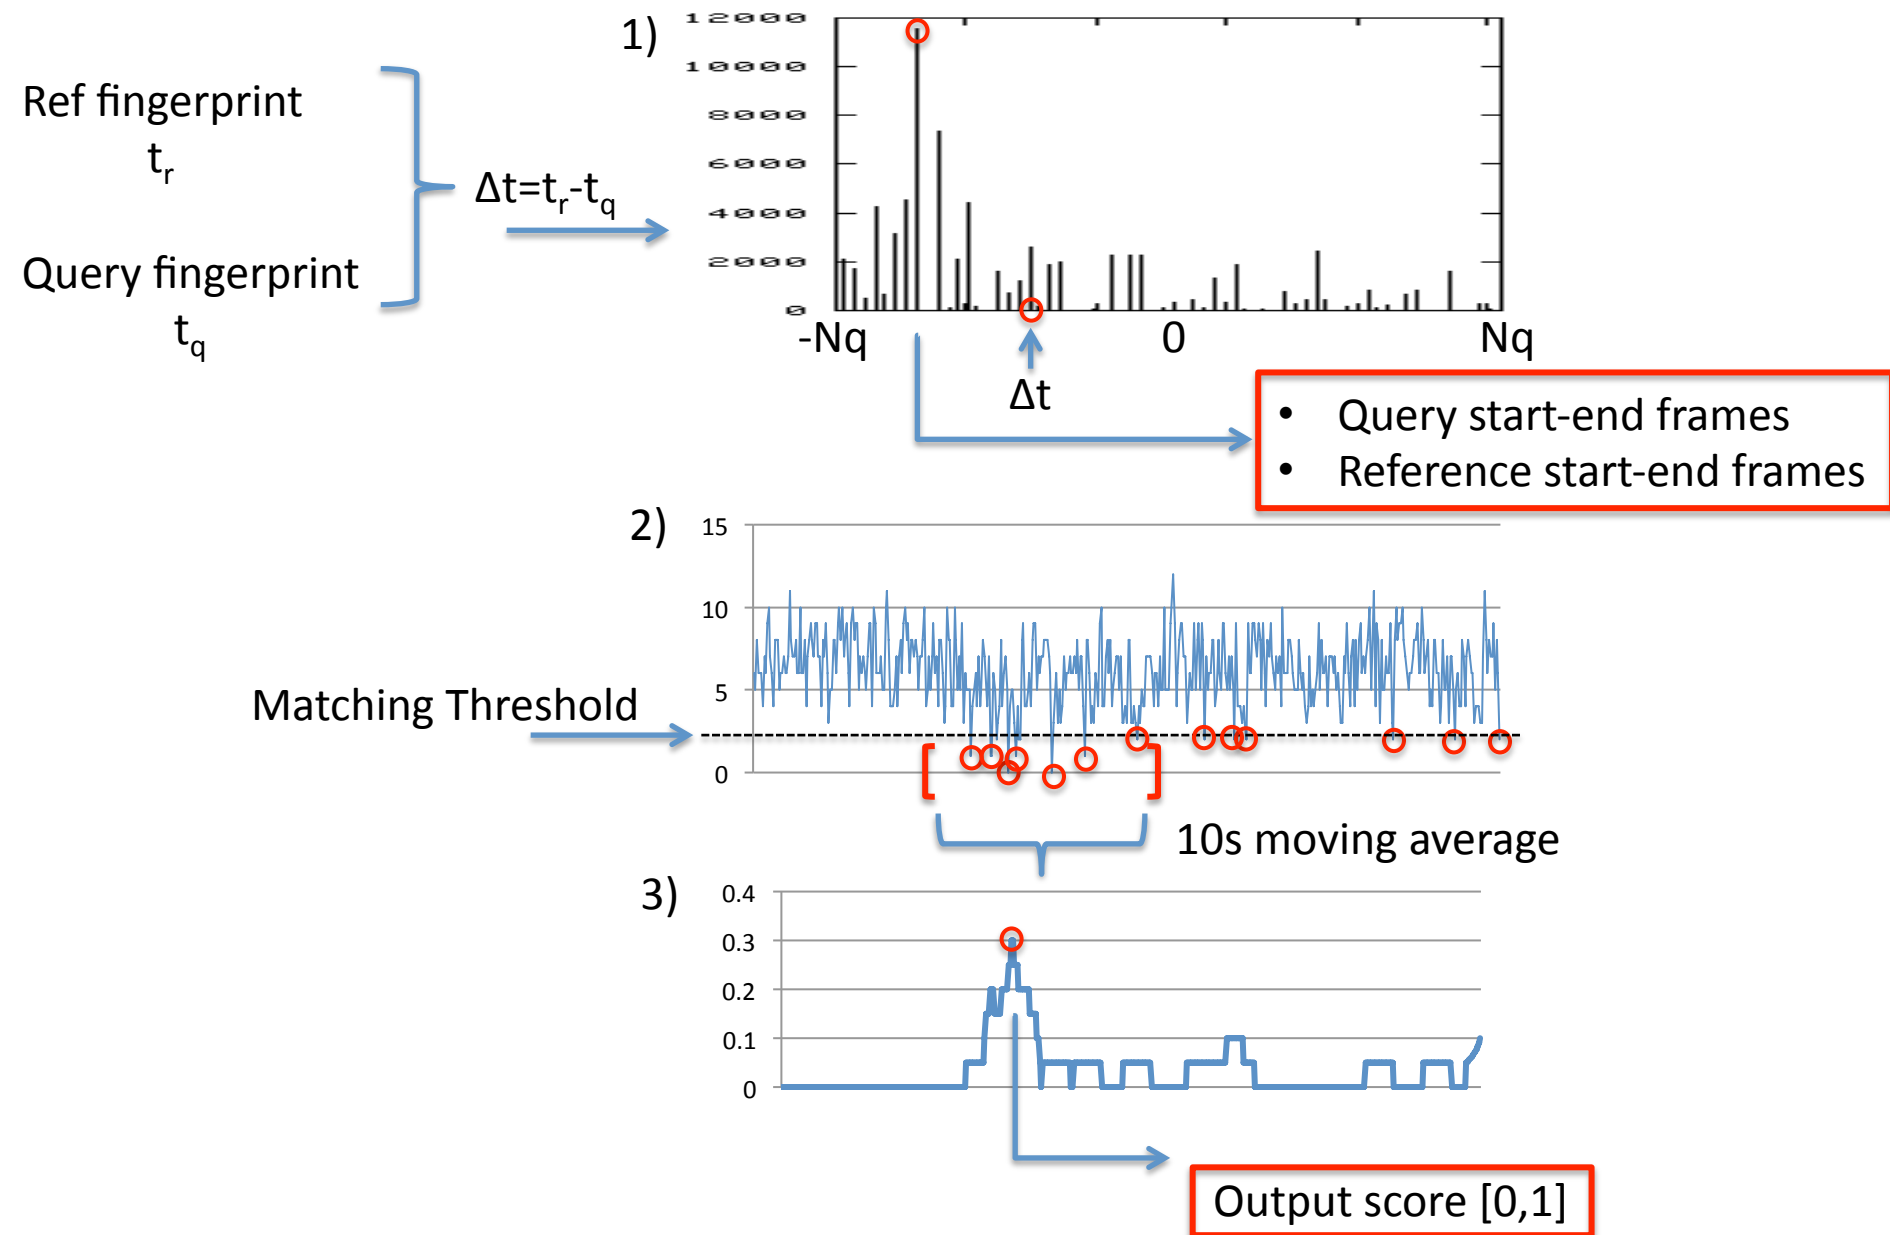 Ref fingerprint
tr
Query fingerprint
tq
Δt=tr-tq
1)
12000
10000
8000
6000
4000
2000
0
-Nq
0
Nq
Δt
• Query start-end frames
• Reference start-end frames
2)
15
10
5
0
Matching Threshold
10s moving average
3)
0.4
0.3
0.2
0.1
0
Output score [0,1]